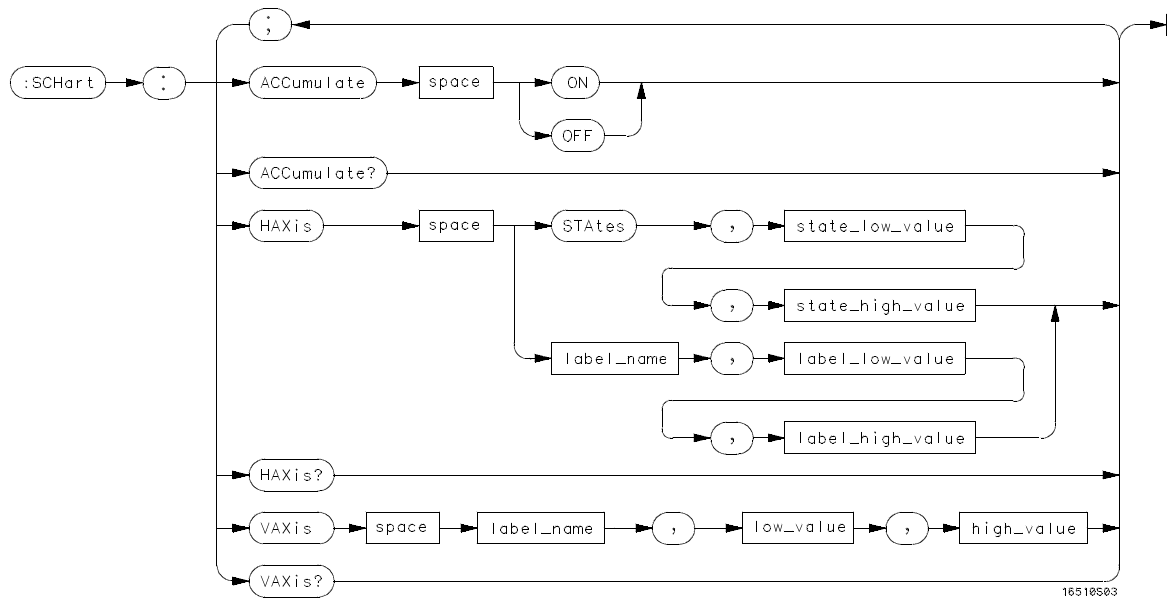 ;
:SCHart : ACCumulate space ON
OFF
ACCumulate?
HAXis space STAtes , state_low_value
, state_high_value
label_name , label_low_value
, label_high_value
HAXis?
VAXis space label_name , low_value , high_value
VAXis?
16510S03